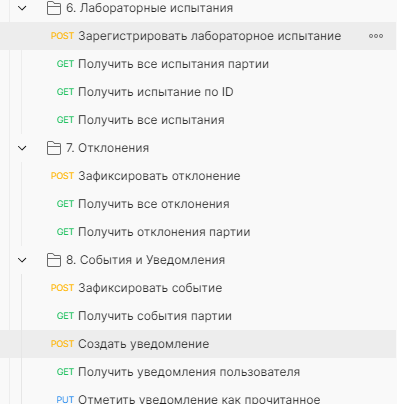 6. Лабораторные испытания
POST Зарегистрировать лабораторное испытание
GET Получить все испытания партии
GET Получить испытание по ID
GET Получить все испытания
7. Отклонения
POST Зафиксировать отклонение
GET Получить все отклонения
GET Получить отклонения партии
8. События и Уведомления
POST Зафиксировать событие
GET Получить события партии
POST Создать уведомление
GET Получить уведомления пользователя
PUT Отметить уведомление как прочитанное